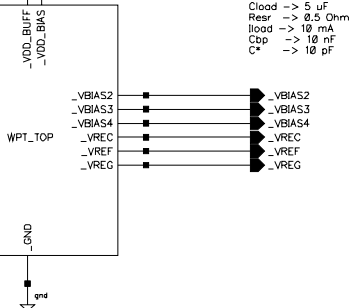 Cload -> 5 uF
Resr -> 0.5 Ohm
Iload -> 10 mA
Cbp -> 10 nF
C* -> 10 pF
_VDD_BUFF
_VDD_BIAS
_VBIAS2 _VBIAS2
_VBIAS3 _VBIAS3
_VBIAS4 _VBIAS4
WPT_TOP _VREC _VREC
_VREF _VREF
_VREG _VREG
_GND
gnd